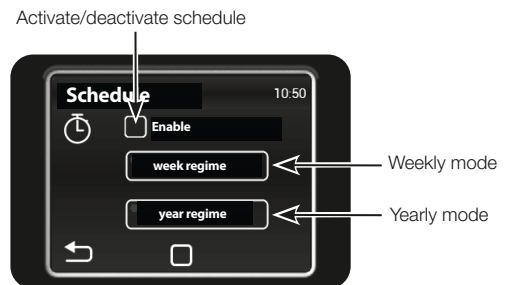 Activate/deactivate schedule
Schedule
10:50
Enable
week regime
Weekly mode
year regime
Yearly mode